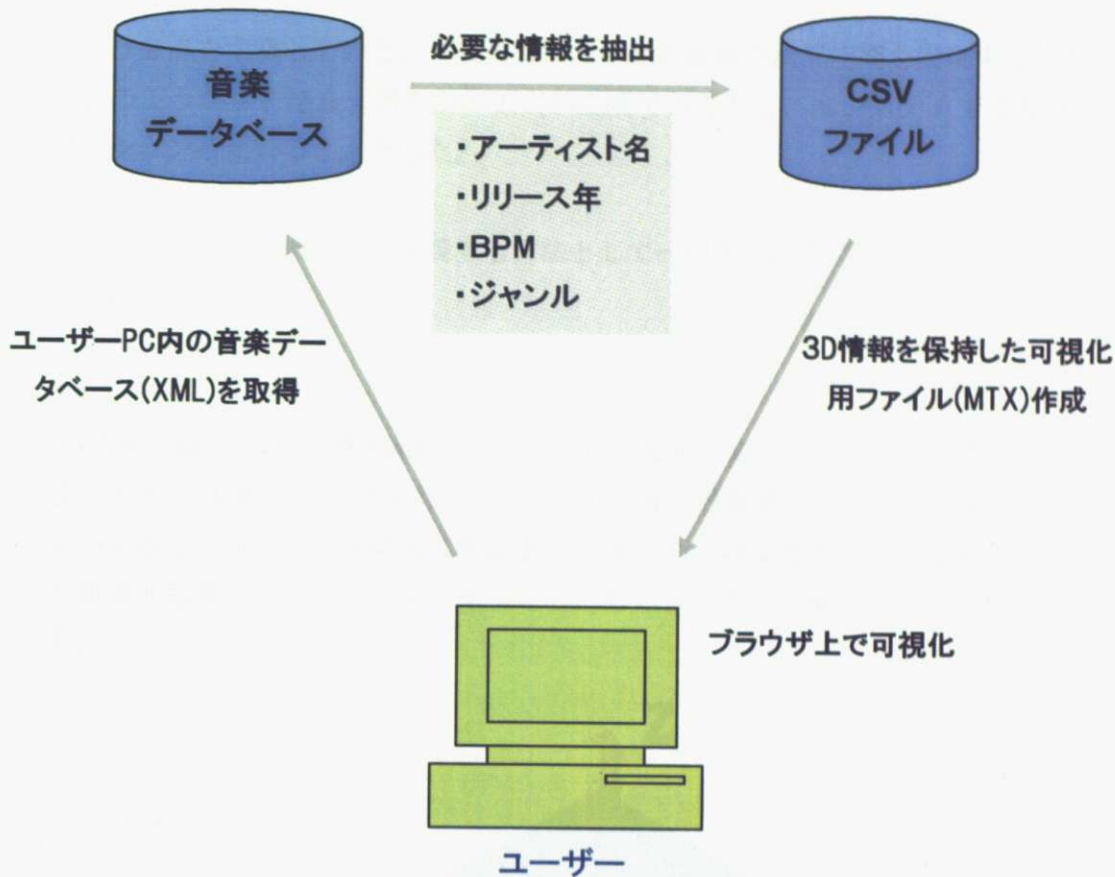 必要な情報を抽出
音楽
データベース
CSV
ファイル
・アーティスト名
・リリース年
・BPM
・ジャンル
ユーザーPC内の音楽デー
タベース(XML)を取得
3D情報を保持した可視化
用ファイル(MTX)作成
ブラウザ上で可視化
ユーザー